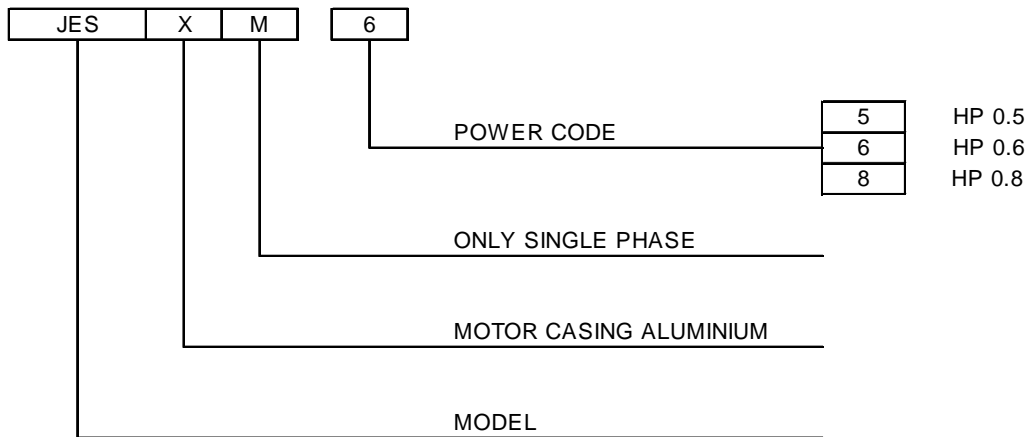 JES X M 6
5 HP 0.5
POWER CODE
6 HP 0.6
8 HP 0.8
ONLY SINGLE PHASE
MOTOR CASING ALUMINIUM
MODEL